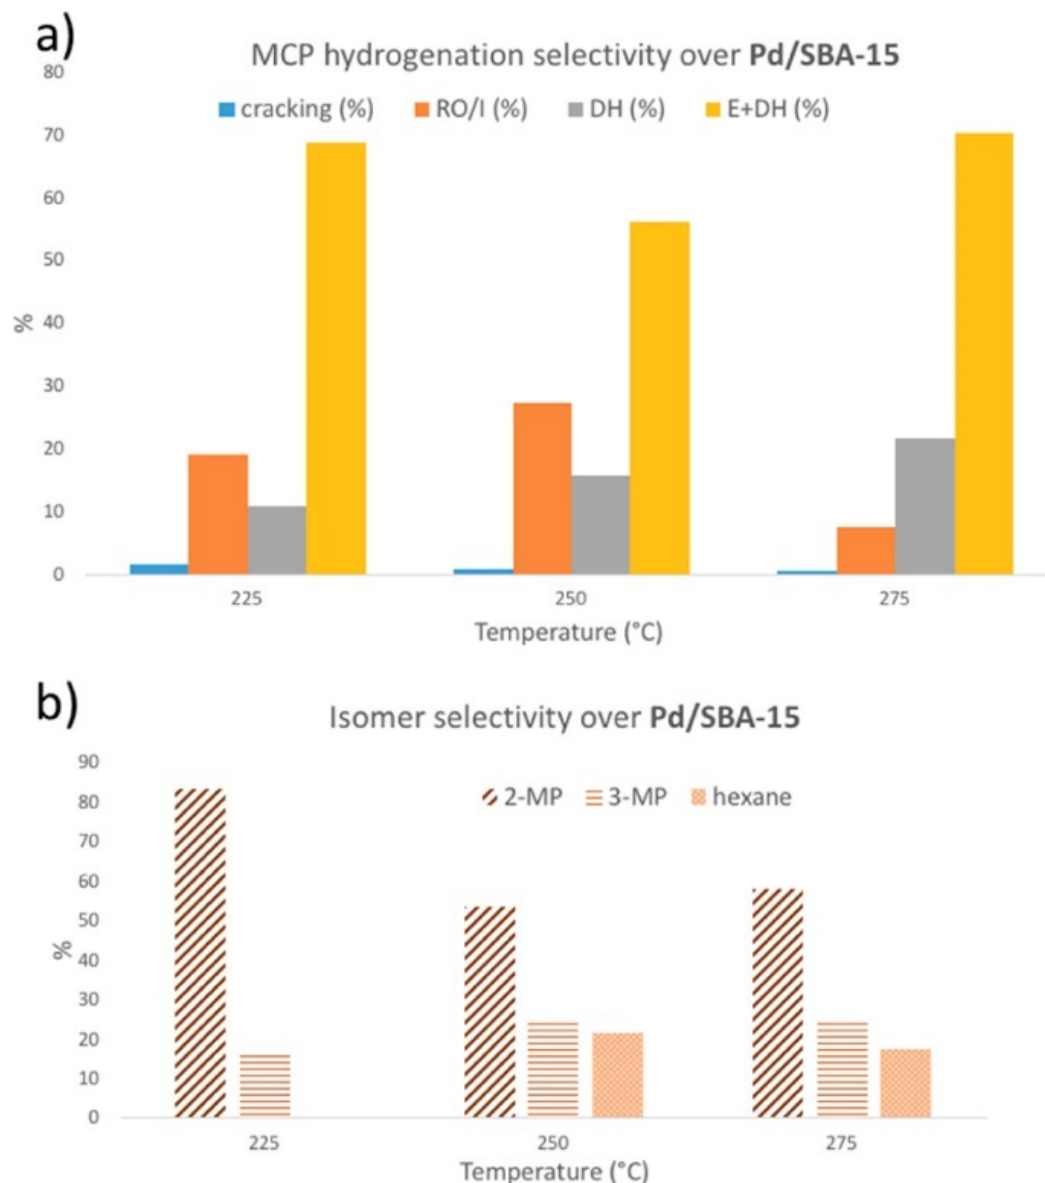 a)
MCP hydrogenation selectivity over Pd/SBA-15
80
cracking (%) RO/I (%) DH (%) E+DH (%)
70
60
50
40
%
30
20
10
0
225 250 275
Temperature (°C)
b)
Isomer selectivity over Pd/SBA-15
90
2-MP 3-MP hexane
80
70
60
50
%
40
30
20
10
0
225 250 275
Temperature (°C)